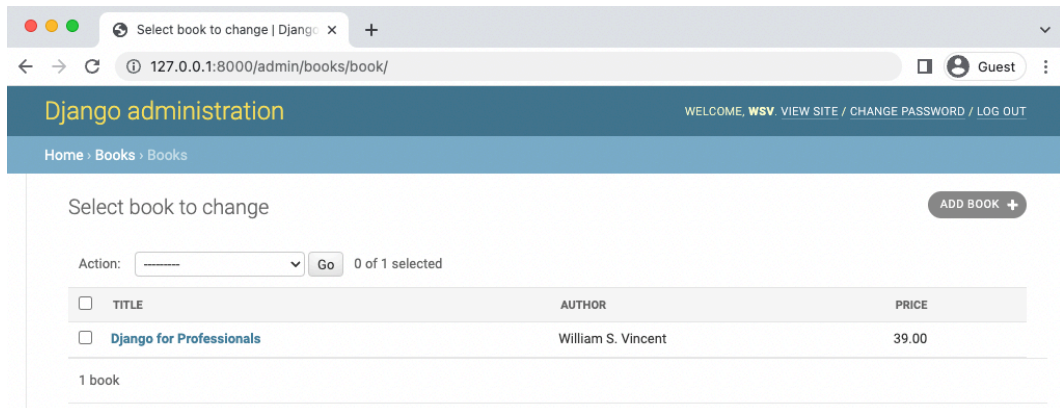 Select book to change | Django
127.0.0.1:8000/admin/books/book/ Guest
Django administration WELCOME, WSV. VIEW SITE / CHANGE PASSWORD / LOG OUT
Home › Books › Books
Select book to change ADD BOOK +
Action: --------- Go 0 of 1 selected
TITLE AUTHOR PRICE
Django for Professionals William S. Vincent 39.00
1 book